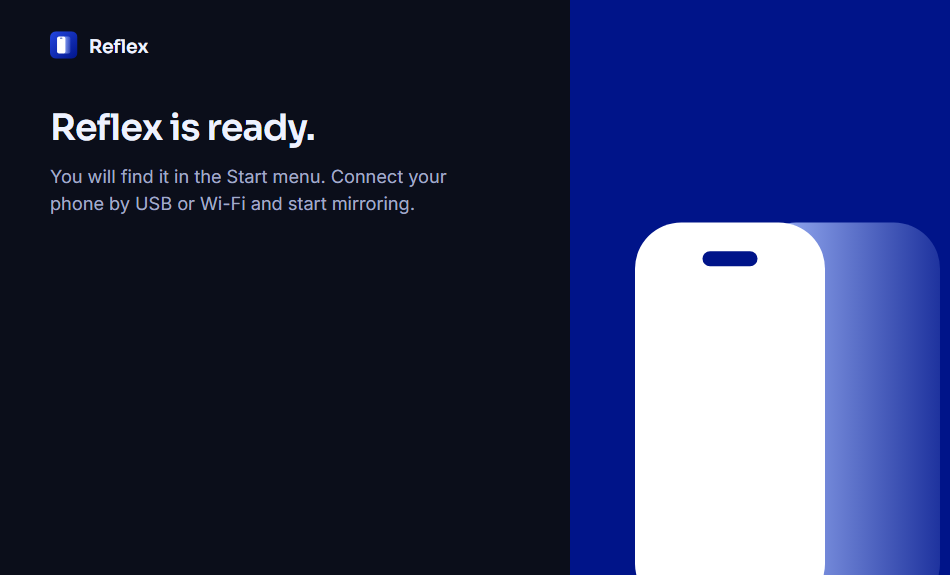 Reflex
Reflex is ready.
You will find it in the Start menu. Connect your
phone by USB or Wi-Fi and start mirroring.